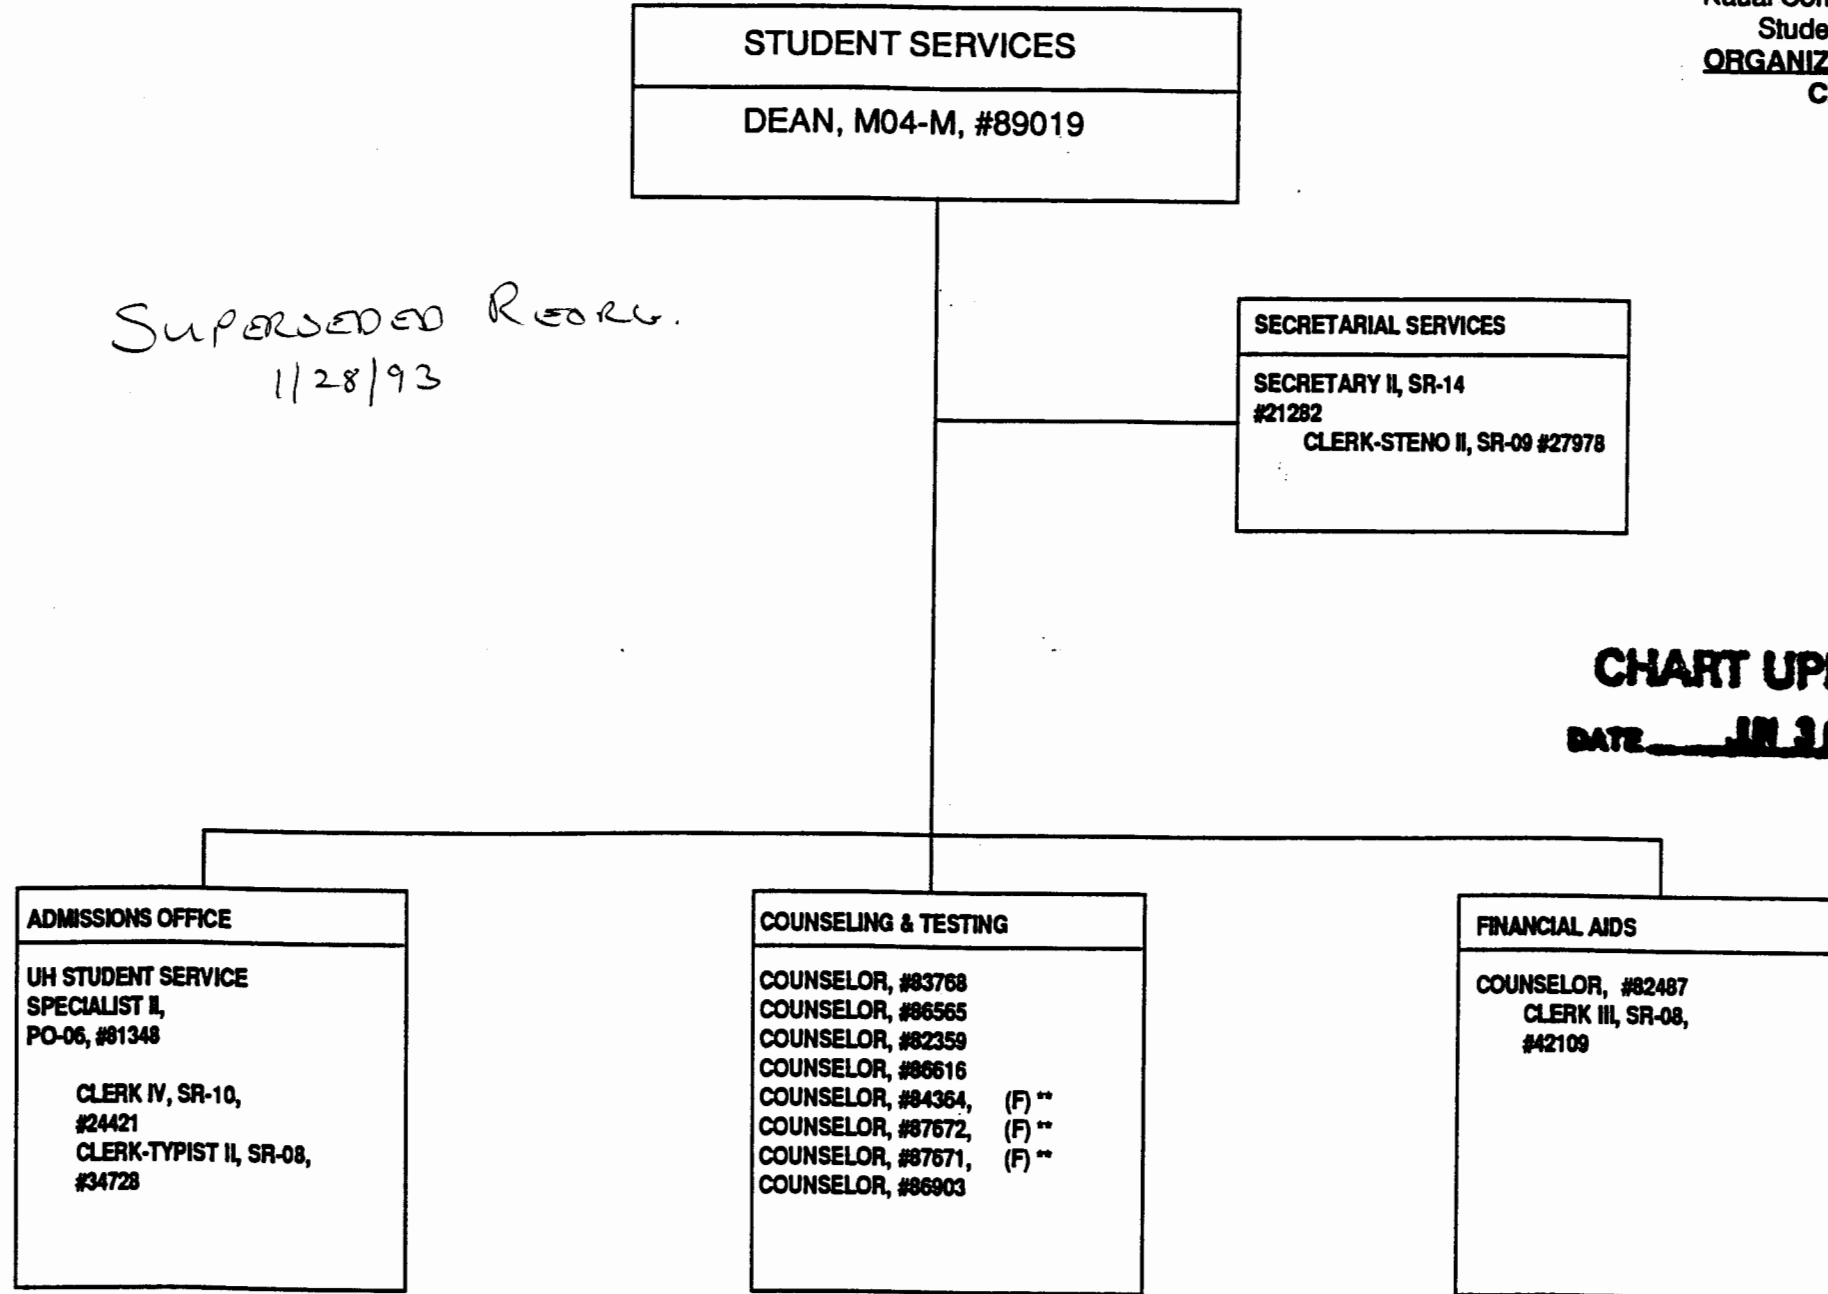 STUDENT SERVICES
DEAN, M04-M, #89019
Stude
ORGANIZ
C
SUPERSEDED REORG.
1/28/93
SECRETARIAL SERVICES
SECRETARY II, SR-14
#21282
CLERK-STENO II, SR-09 #27978
CHART UP
DATE
ADMISSIONS OFFICE
UH STUDENT SERVICE
SPECIALIST II,
PO-06, #81348
CLERK IV, SR-10,
#24421
CLERK-TYPIST II, SR-08,
#34728
COUNSELING & TESTING
COUNSELOR, #83768
COUNSELOR, #86565
COUNSELOR, #82359
COUNSELOR, #86616
COUNSELOR, #84364, (F) **
COUNSELOR, #87672, (F) **
COUNSELOR, #87671, (F) **
COUNSELOR, #86903
FINANCIAL AIDS
COUNSELOR, #82487
CLERK III, SR-08,
#42109